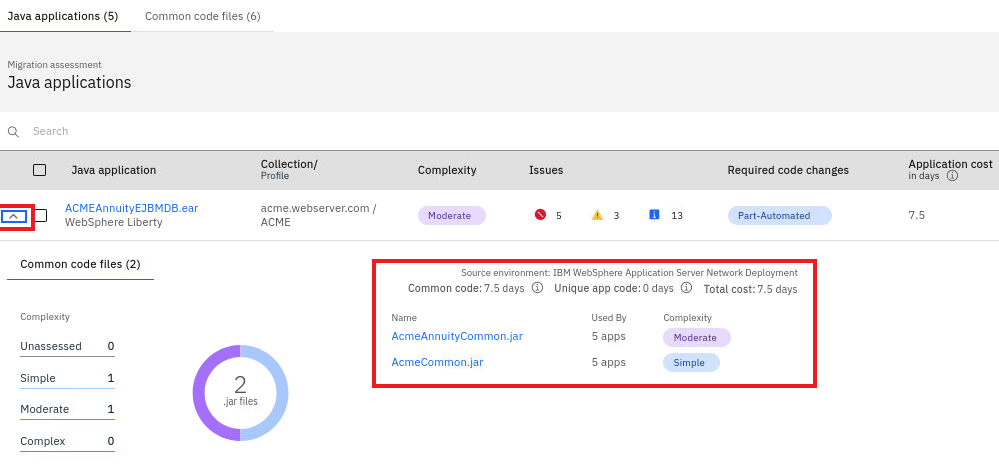 Java applications (5) Common code files (6)
Migration assessment
Java applications
Search
Java application Collection/ Complexity Issues Required code changes Application cost
Profile in days
ACMEAnnuityEJBMDB.ear acme.webserver.com / Moderate 5 3 13 Part-Automated 7.5
WebSphere Liberty ACME
Common code files (2)
Source environment: IBM WebSphere Application Server Network Deployment
Common code: 7.5 days Unique app code: 0 days Total cost: 7.5 days
Name Used By Complexity
AcmeAnnuityCommon.jar 5 apps Moderate
AcmeCommon.jar 5 apps Simple
Complexity
Unassessed 0
Simple 1
Moderate 1
Complex 0
2
.jar files